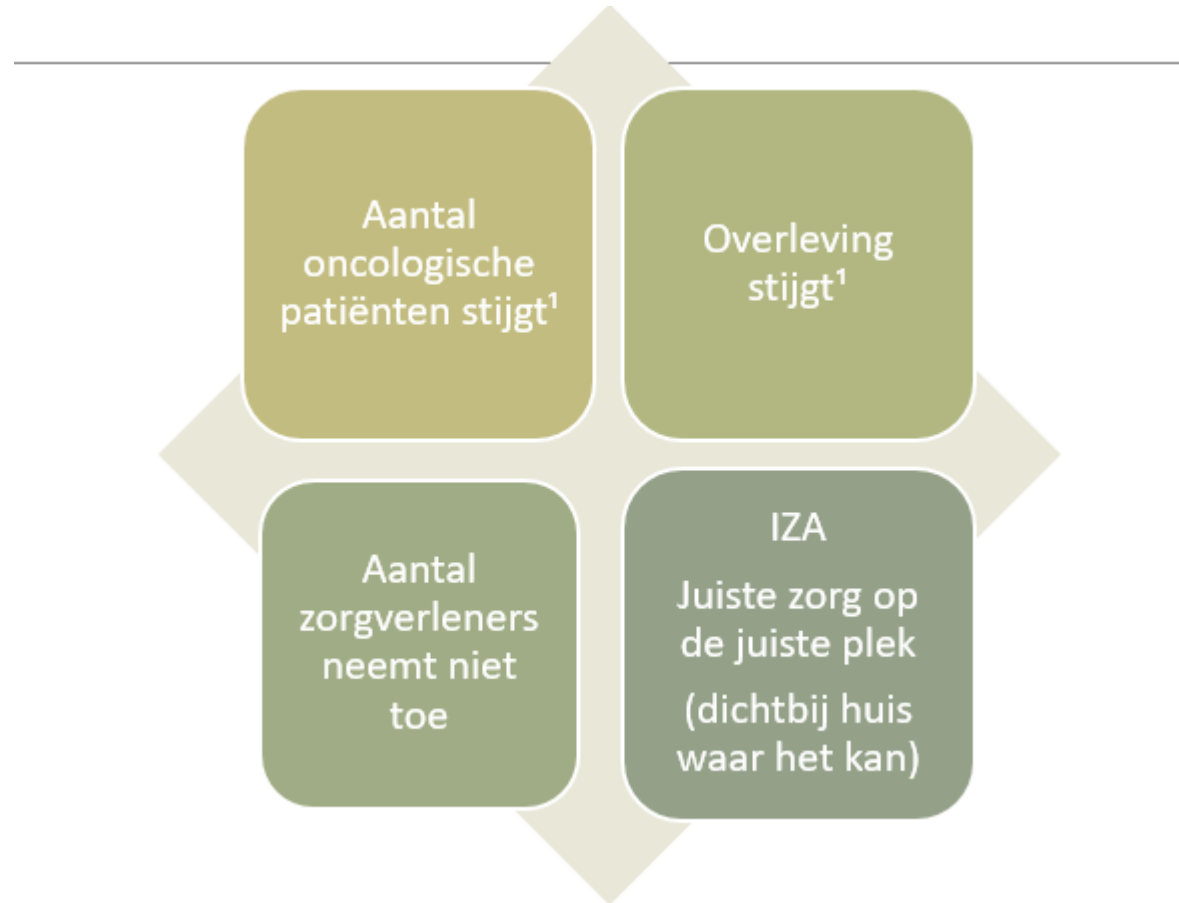 Aantal
oncologische
patiënten stijgt¹
Overleving
stijgt¹
Aantal
zorgverleners
neemt niet
toe
IZA
Juiste zorg op
de juiste plek
(dichtbij huis
waar het kan)